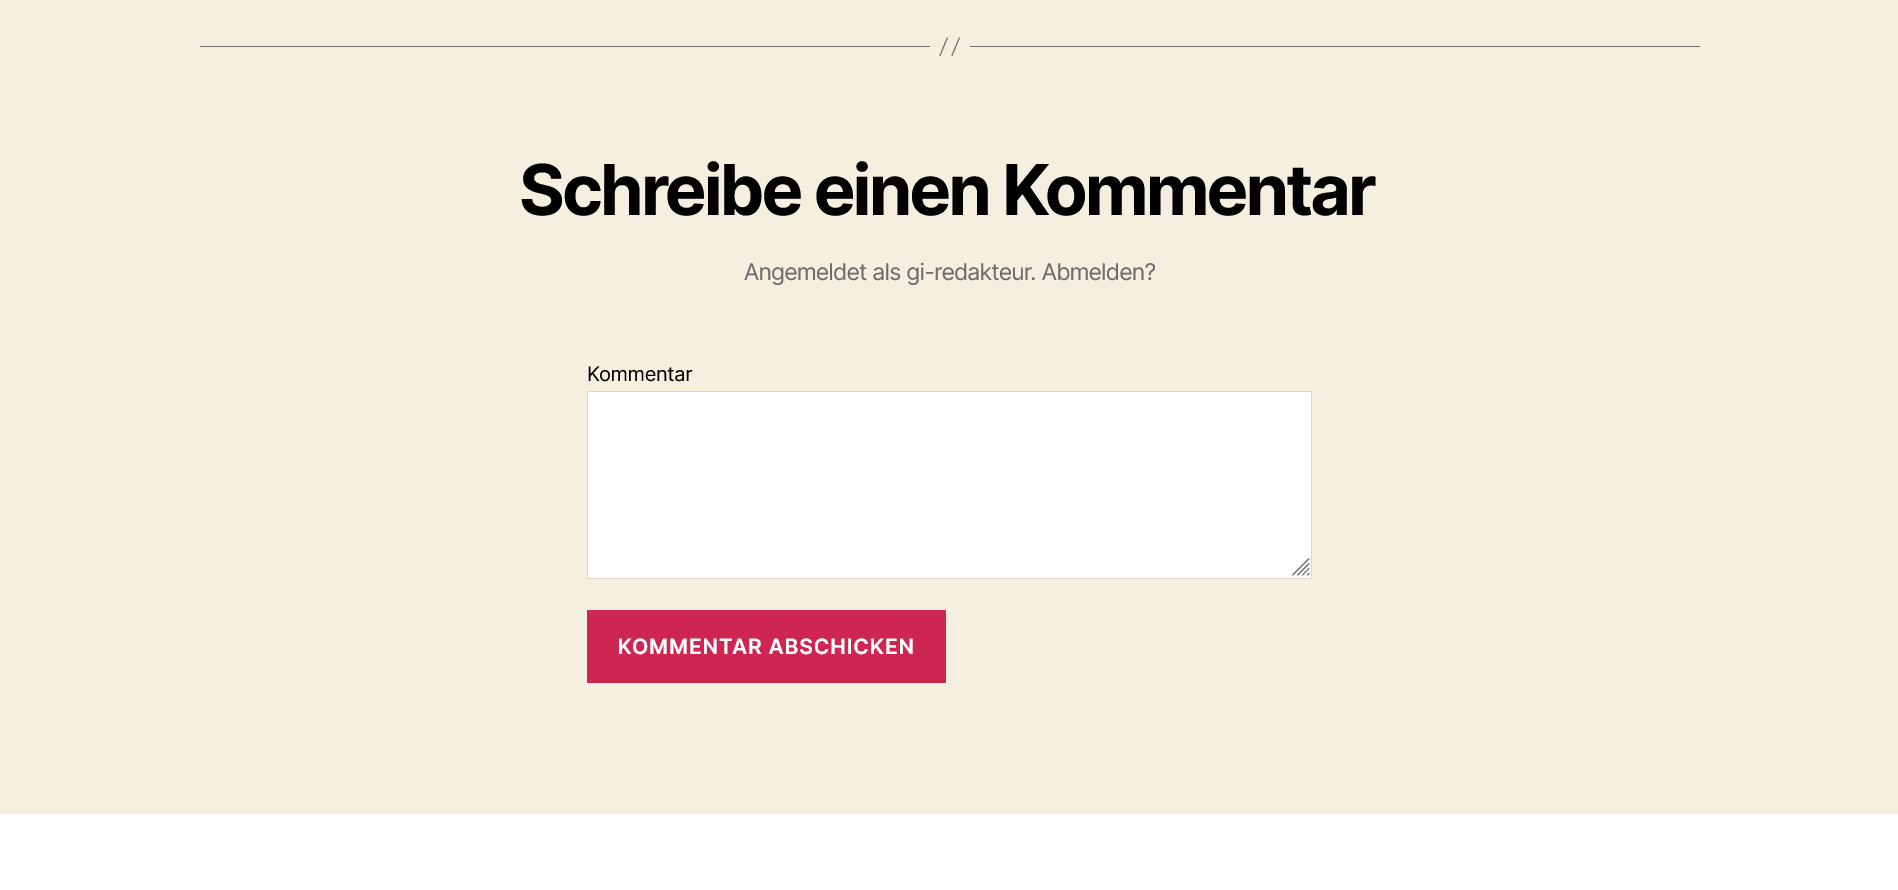 //
Schreibe einen Kommentar
Angemeldet als gi-redakteur. Abmelden?
Kommentar
KOMMENTAR ABSCHICKEN